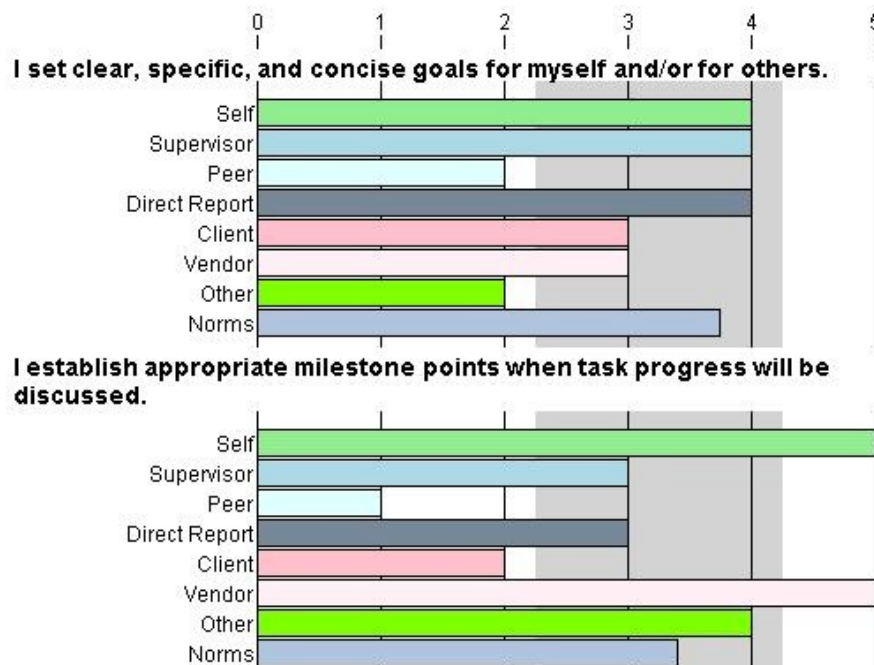 0 1 2 3 4 5
I set clear, specific, and concise goals for myself and/or for others.
Self
Supervisor
Peer
Direct Report
Client
Vendor
Other
Norms
I establish appropriate milestone points when task progress will be
discussed.
Self
Supervisor
Peer
Direct Report
Client
Vendor
Other
Norms